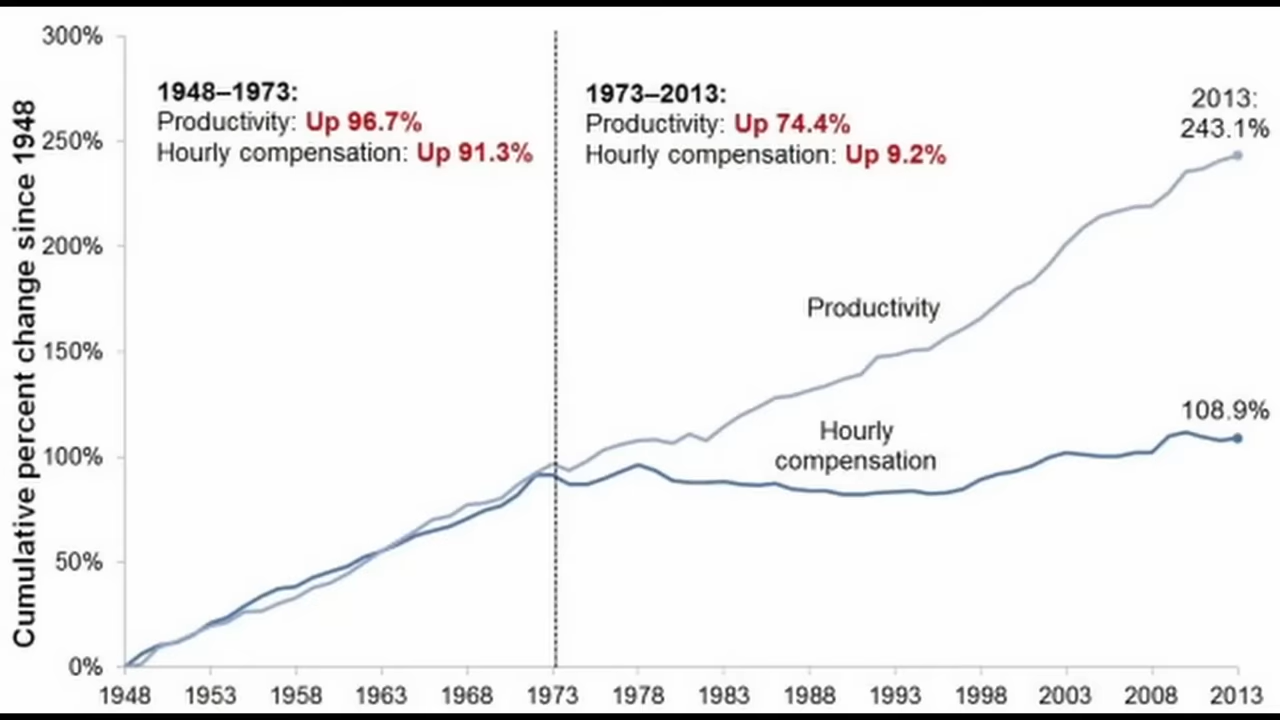 Cumulative percent change since 1948
300%
250%
200%
150%
100%
50%
0%
1948–1973:
Productivity: Up 96.7%
Hourly compensation: Up 91.3%
1973–2013:
Productivity: Up 74.4%
Hourly compensation: Up 9.2%
2013:
243.1%
Productivity
108.9%
Hourly
compensation
1948 1953 1958 1963 1968 1973 1978 1983 1988 1993 1998 2003 2008 2013